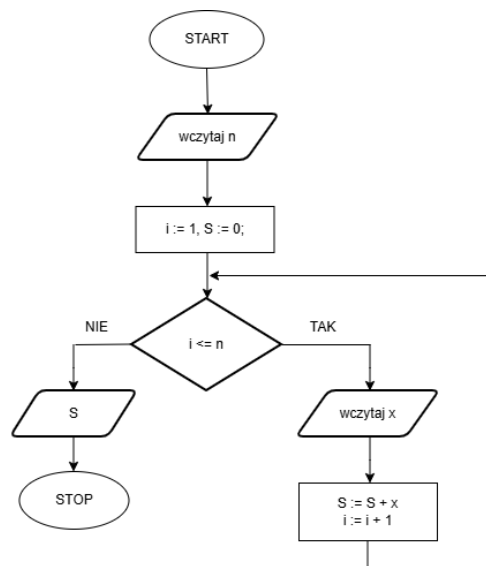 START
wczytaj n
i := 1, S := 0;
NIE
TAK
i <= n
S
wczytaj x
STOP
S := S + x
i := i + 1